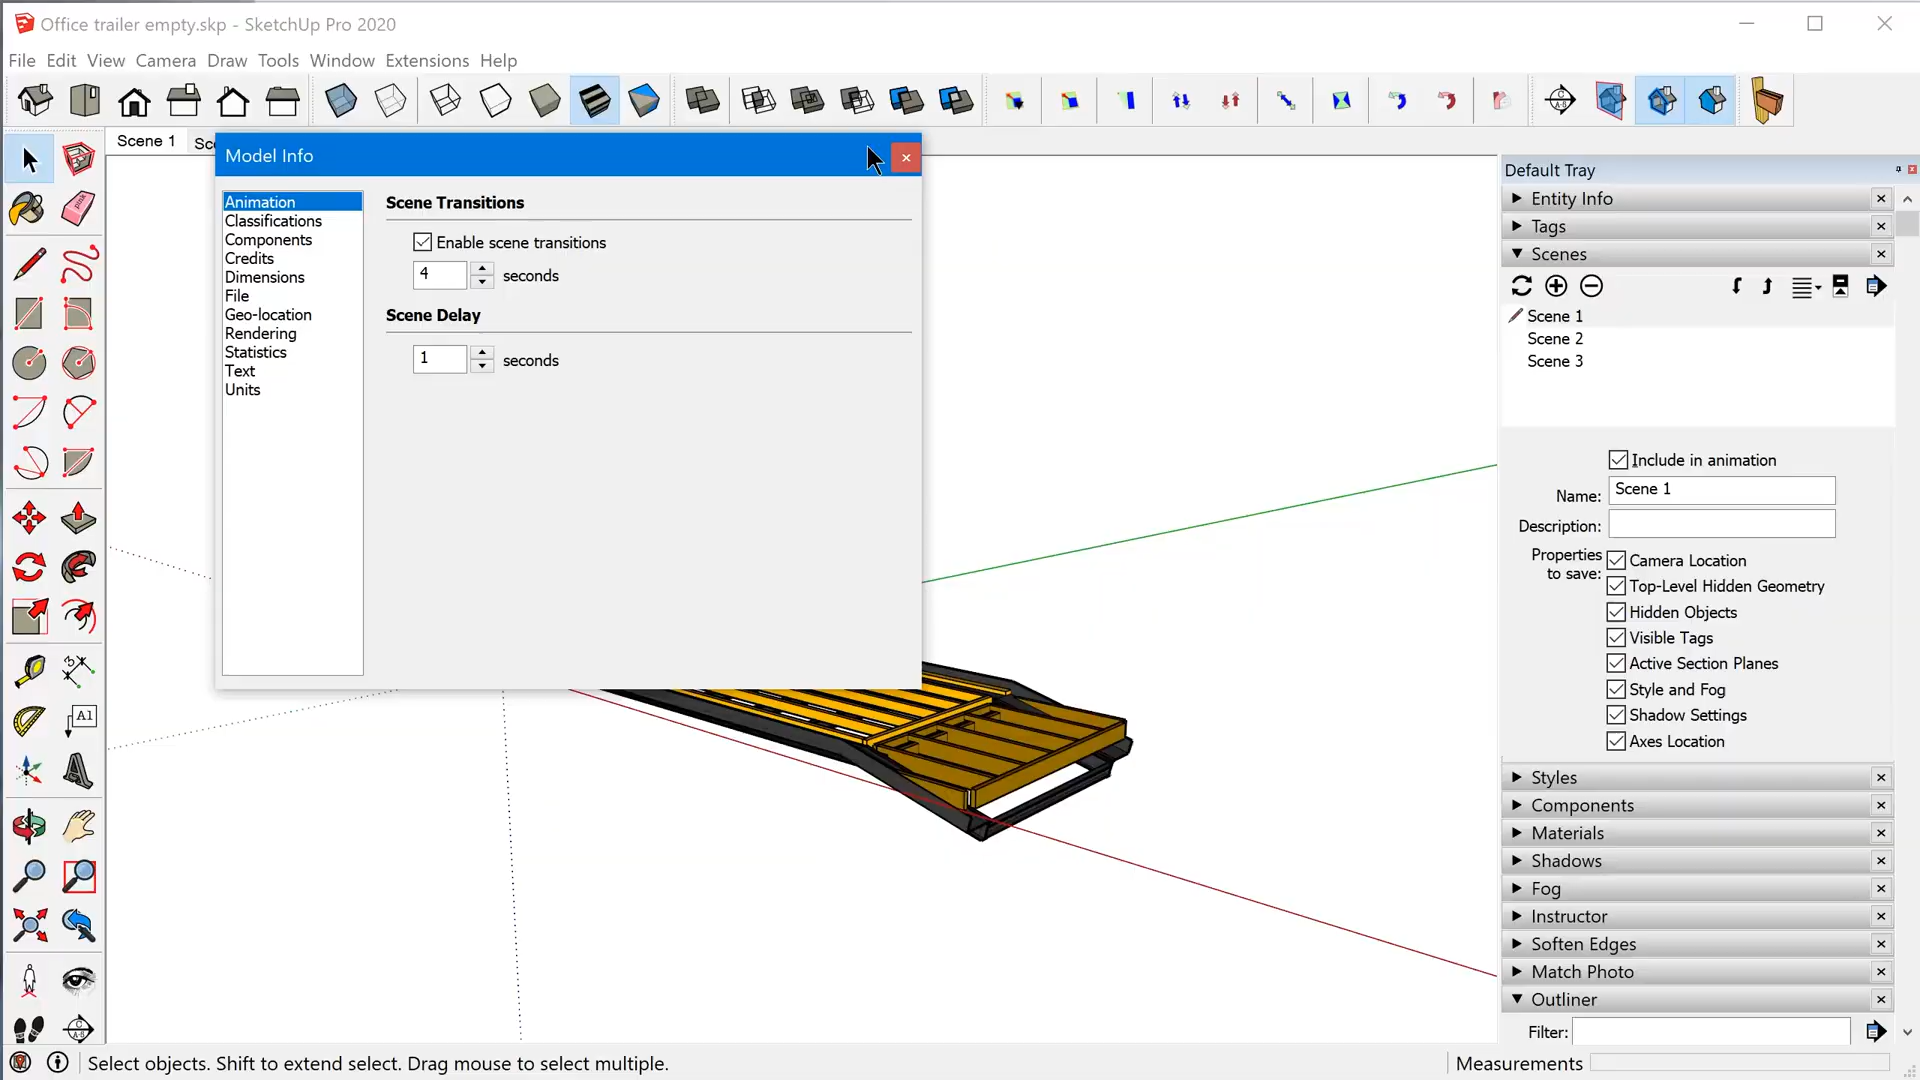 Office trailer empty.skp - SketchUp Pro 2020
File Edit View Camera Draw Tools Window Extensions Help
Scene 1
Model Info
Animation
Classifications
Components
Credits
Dimensions
File
Geo-location
Rendering
Statistics
Text
Units
Scene Transitions
Enable scene transitions
4 seconds
Scene Delay
1 seconds
Default Tray
Entity Info
Tags
Scenes
Scene 1
Scene 2
Scene 3
Include in animation
Name: Scene 1
Description:
Properties to save:
Camera Location
Top-Level Hidden Geometry
Hidden Objects
Visible Tags
Active Section Planes
Style and Fog
Shadow Settings
Axes Location
Styles
Components
Materials
Shadows
Fog
Instructor
Soften Edges
Match Photo
Outliner
Filter:
A1
Select objects. Shift to extend select. Drag mouse to select multiple.
Measurements